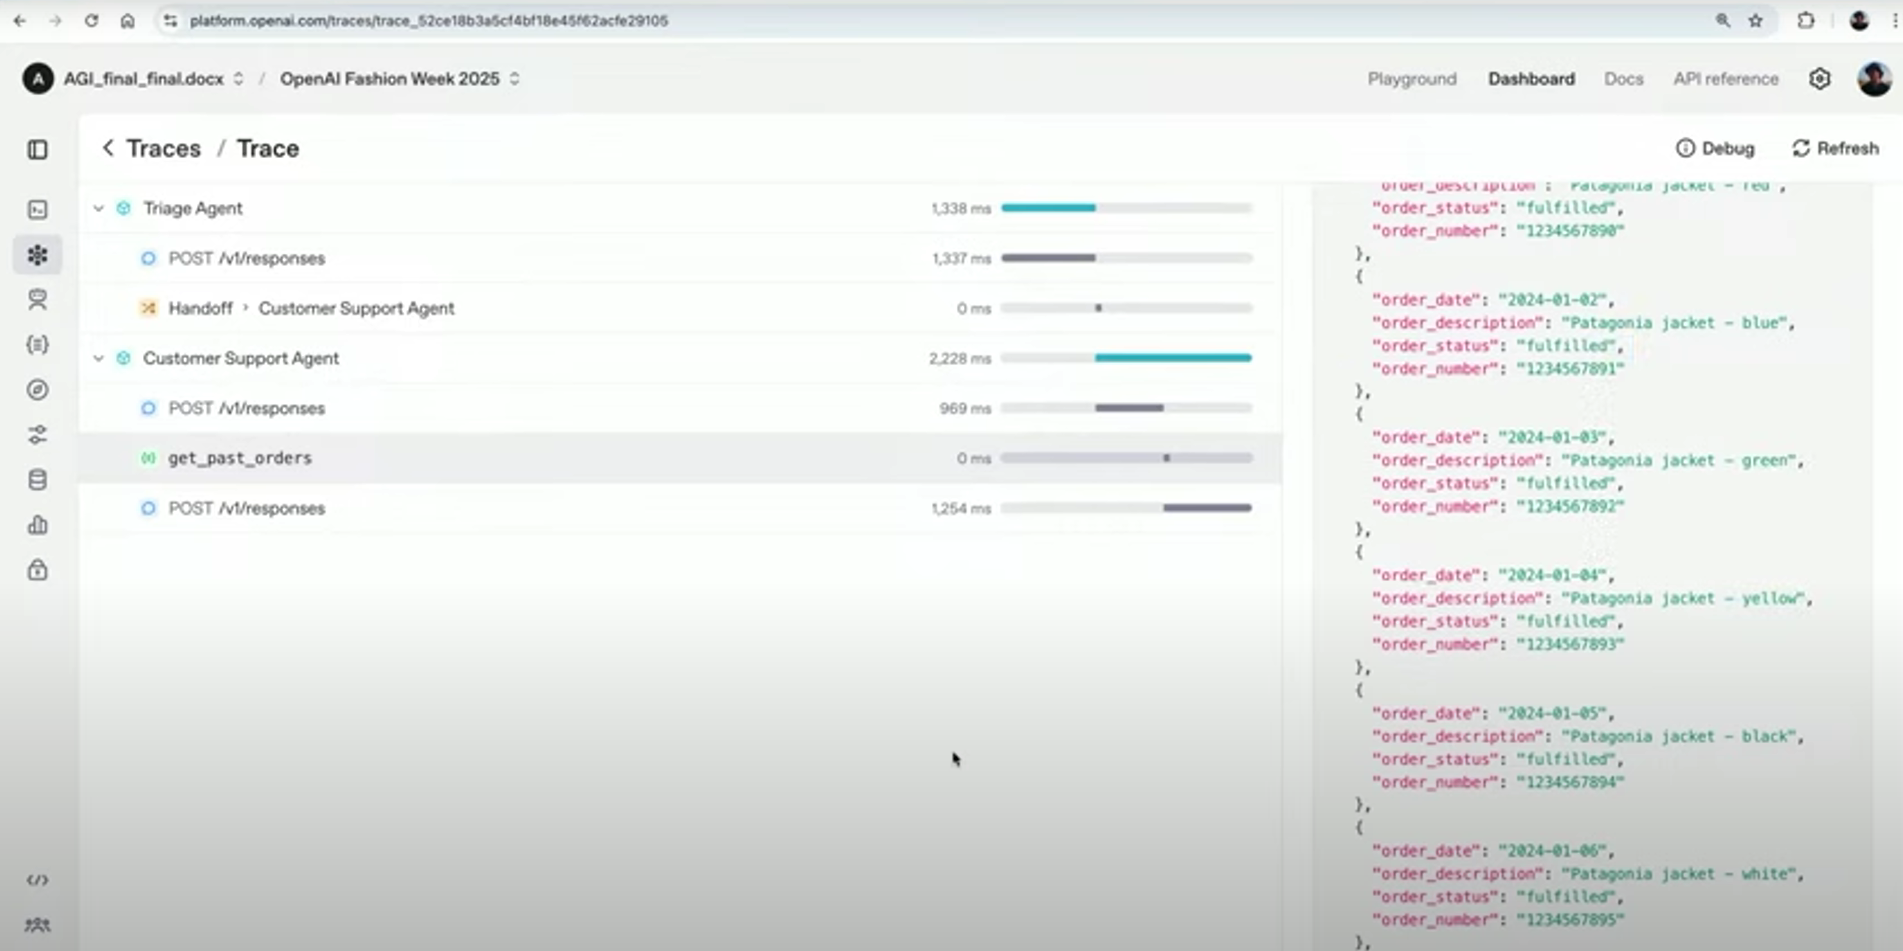 platform.openai.com/traces/trace_52ce18b3a5cf4bf18e45f62acfe29105
A AGI_final_final.docx / OpenAI Fashion Week 2025
Playground Dashboard Docs API reference
Traces / Trace
Debug Refresh
Triage Agent 1,338 ms
POST /v1/responses 1,337 ms
Handoff > Customer Support Agent 0 ms
Customer Support Agent 2,228 ms
POST /v1/responses 969 ms
get_past_orders 0 ms
POST /v1/responses 1,254 ms
"order_description": "Patagonia jacket – red",
"order_status": "fulfilled",
"order_number": "1234567890"
},
{
"order_date": "2024-01-02",
"order_description": "Patagonia jacket – blue",
"order_status": "fulfilled",
"order_number": "1234567891"
},
{
"order_date": "2024-01-03",
"order_description": "Patagonia jacket – green",
"order_status": "fulfilled",
"order_number": "1234567892"
},
{
"order_date": "2024-01-04",
"order_description": "Patagonia jacket – yellow",
"order_status": "fulfilled",
"order_number": "1234567893"
},
{
"order_date": "2024-01-05",
"order_description": "Patagonia jacket – black",
"order_status": "fulfilled",
"order_number": "1234567894"
},
{
"order_date": "2024-01-06",
"order_description": "Patagonia jacket – white",
"order_status": "fulfilled",
"order_number": "1234567895"
},